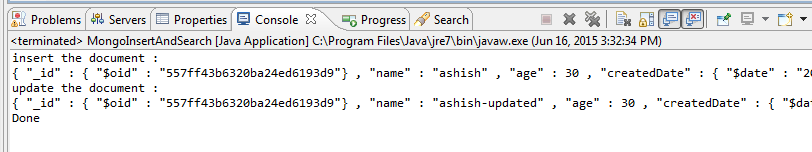 Problems Servers Properties Console Progress Search
<terminated> MongoInsertAndSearch [Java Application] C:\Program Files\Java\jre7\bin\javaw.exe (Jun 16, 2015 3:32:34 PM)
insert the document :
{ "_id" : { "$oid" : "557ff43b6320ba24ed6193d9"} , "name" : "ashish" , "age" : 30 , "createdDate" : { "$date" : "20
update the document :
{ "_id" : { "$oid" : "557ff43b6320ba24ed6193d9"} , "name" : "ashish-updated" , "age" : 30 , "createdDate" : { "$da
Done